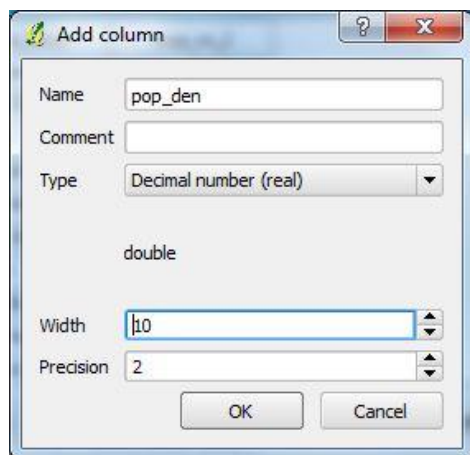 Add column
Name pop_den
Comment
Type Decimal number (real)
double
Width 10
Precision 2
OK Cancel